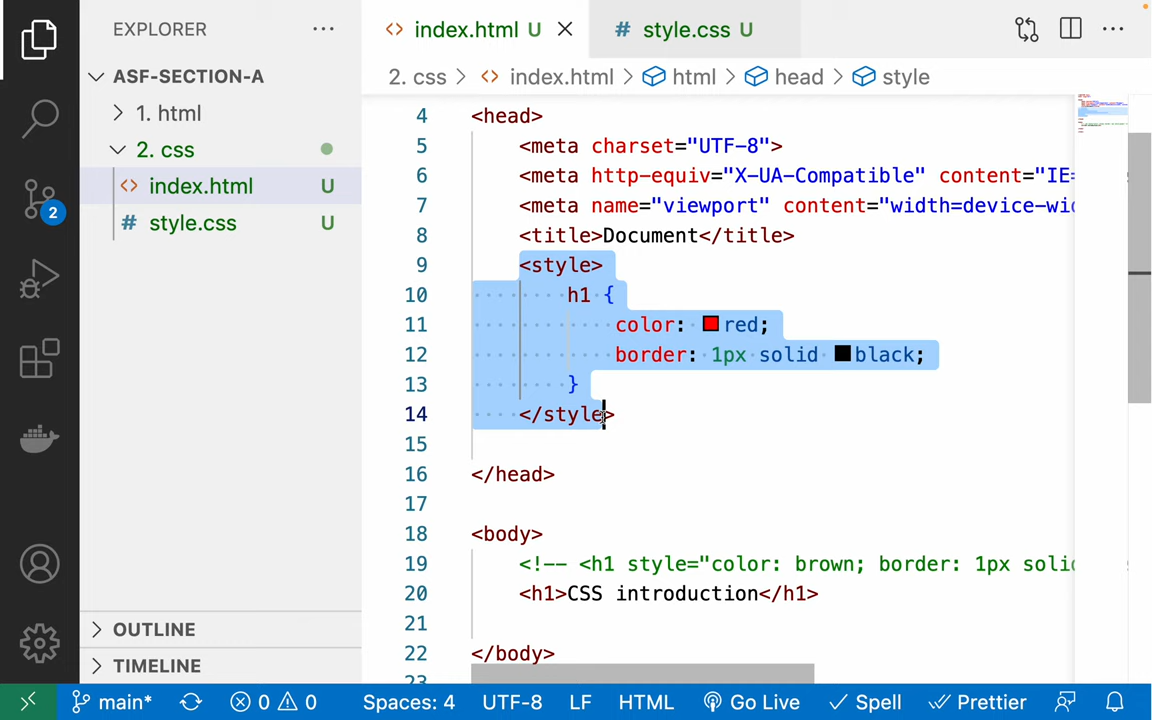 EXPLORER
ASF-SECTION-A
1. html
2. css
index.html U
style.css U
OUTLINE
TIMELINE
index.html U
# style.css U
2. css > index.html > html > head > style
4 <head>
5 <meta charset="UTF-8">
6 <meta http-equiv="X-UA-Compatible" content="IE=
7 <meta name="viewport" content="width=device-wid
8 <title>Document</title>
9 <style>
10 h1 {
11 color: red;
12 border: 1px solid black;
13 }
14 </style>
15
16 </head>
17
18 <body>
19 <!-- <h1 style="color: brown; border: 1px solid
20 <h1>CSS introduction</h1>
21
22 </body>
23
2
main* 0 0 Spaces: 4 UTF-8 LF HTML Go Live Spell Prettier